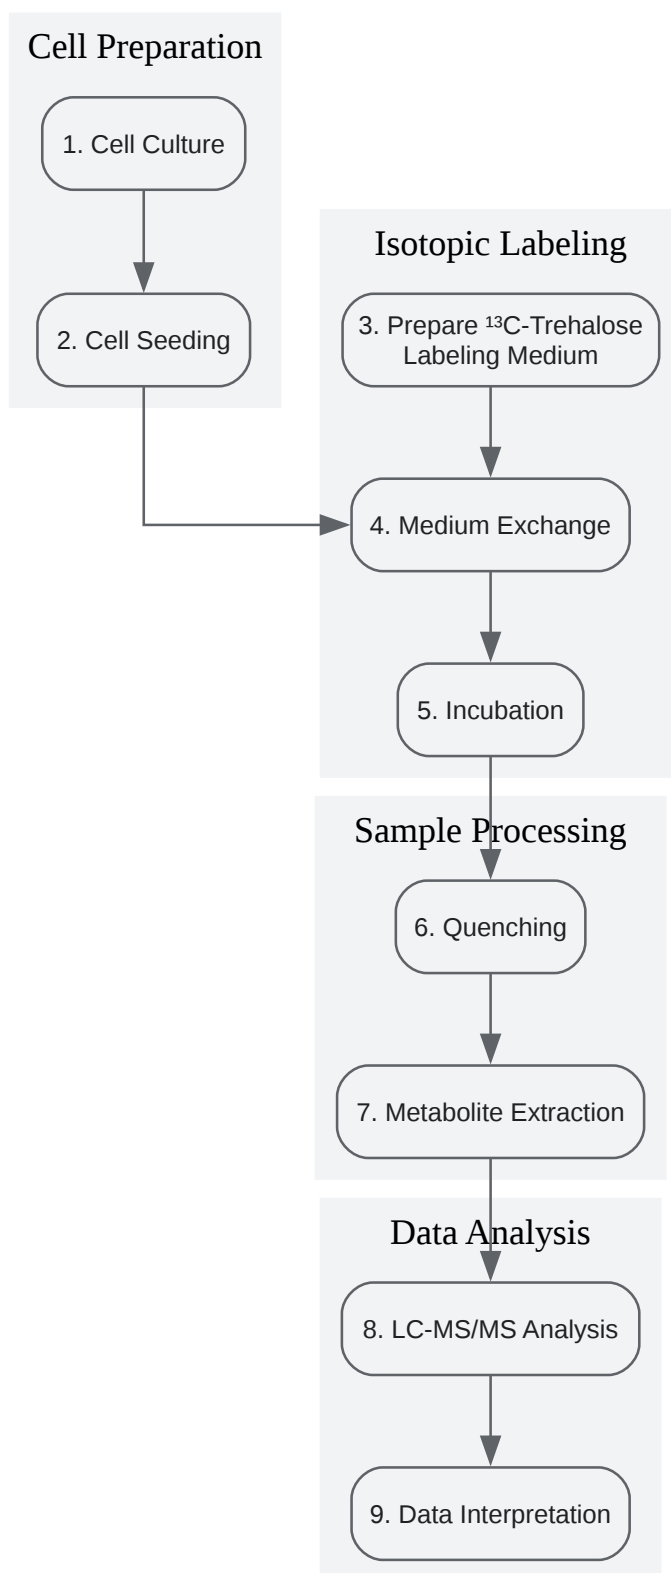 Cell Preparation
1. Cell Culture
2. Cell Seeding
Isotopic Labeling
3. Prepare ¹³C-Trehalose
Labeling Medium
4. Medium Exchange
5. Incubation
Sample Processing
6. Quenching
7. Metabolite Extraction
Data Analysis
8. LC-MS/MS Analysis
9. Data Interpretation